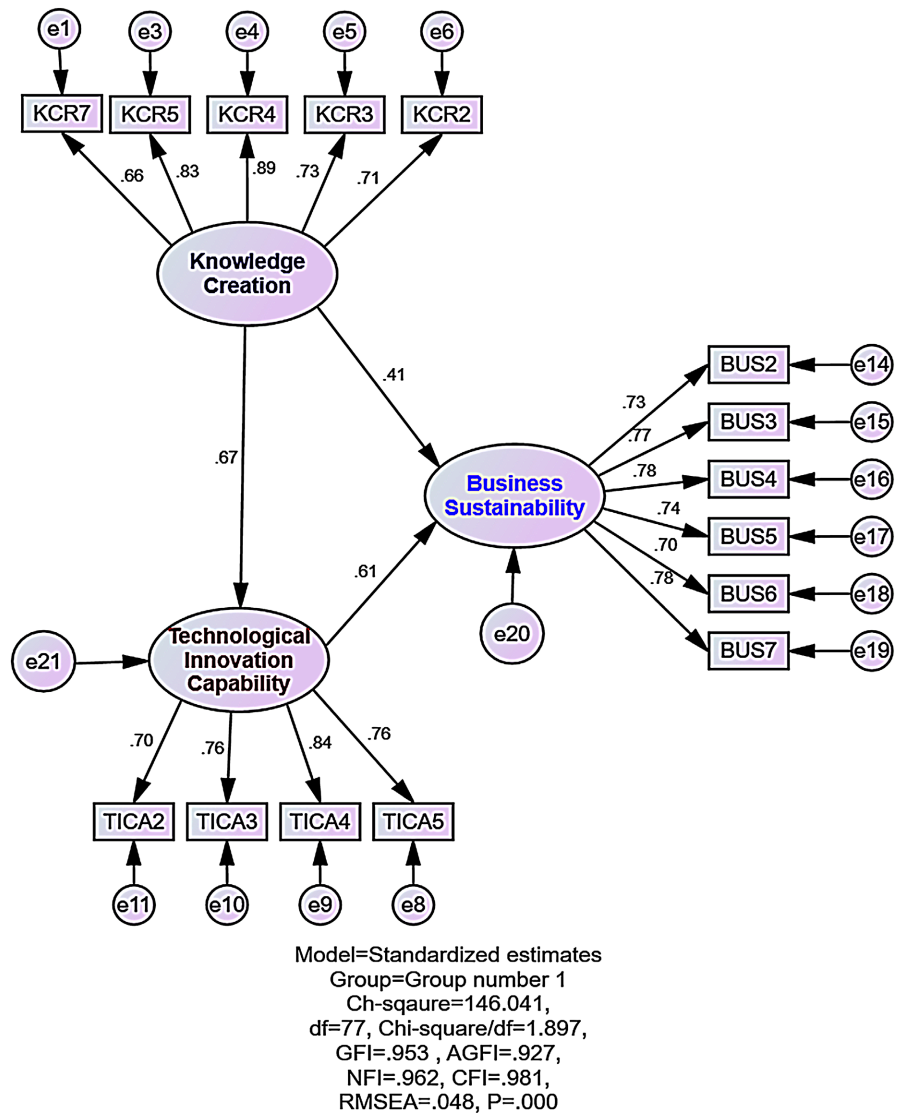 e1 e3 e4 e5 e6
KCR7 KCR5 KCR4 KCR3 KCR2
.66 .83 .89 .73 .71
Knowledge
Creation
.41
.67
BUS2 e14
.73
BUS3 e15
.77
BUS4 e16
.78
Business
Sustainability
.74
BUS5 e17
.70
BUS6 e18
.78
BUS7 e19
.61
e20
e21
Technological
Innovation
Capability
.70 .76 .84 .76
TICA2 TICA3 TICA4 TICA5
e11 e10 e9 e8
Model=Standardized estimates
Group=Group number 1
Ch-sqaure=146.041,
df=77, Chi-square/df=1.897,
GFI=.953 , AGFI=.927,
NFI=.962, CFI=.981,
RMSEA=.048, P=.000